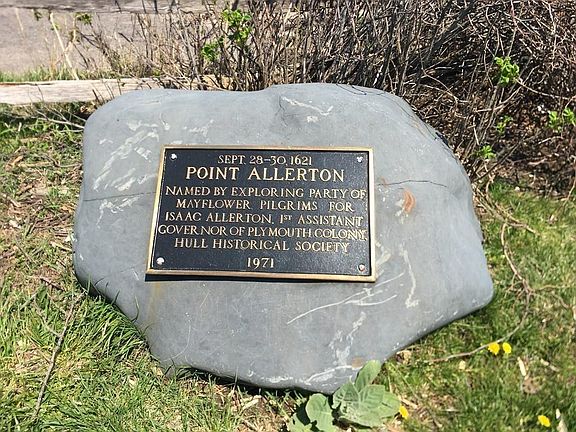 SEPT. 28-30, 1621
POINT ALLERTON
NAMED BY EXPLORING PARTY OF
MAYFLOWER PILGRIMS FOR
ISAAC ALLERTON, 1ST ASSISTANT
GOVERNOR OF PLYMOUTH COLONY.
HULL HISTORICAL SOCIETY
1971